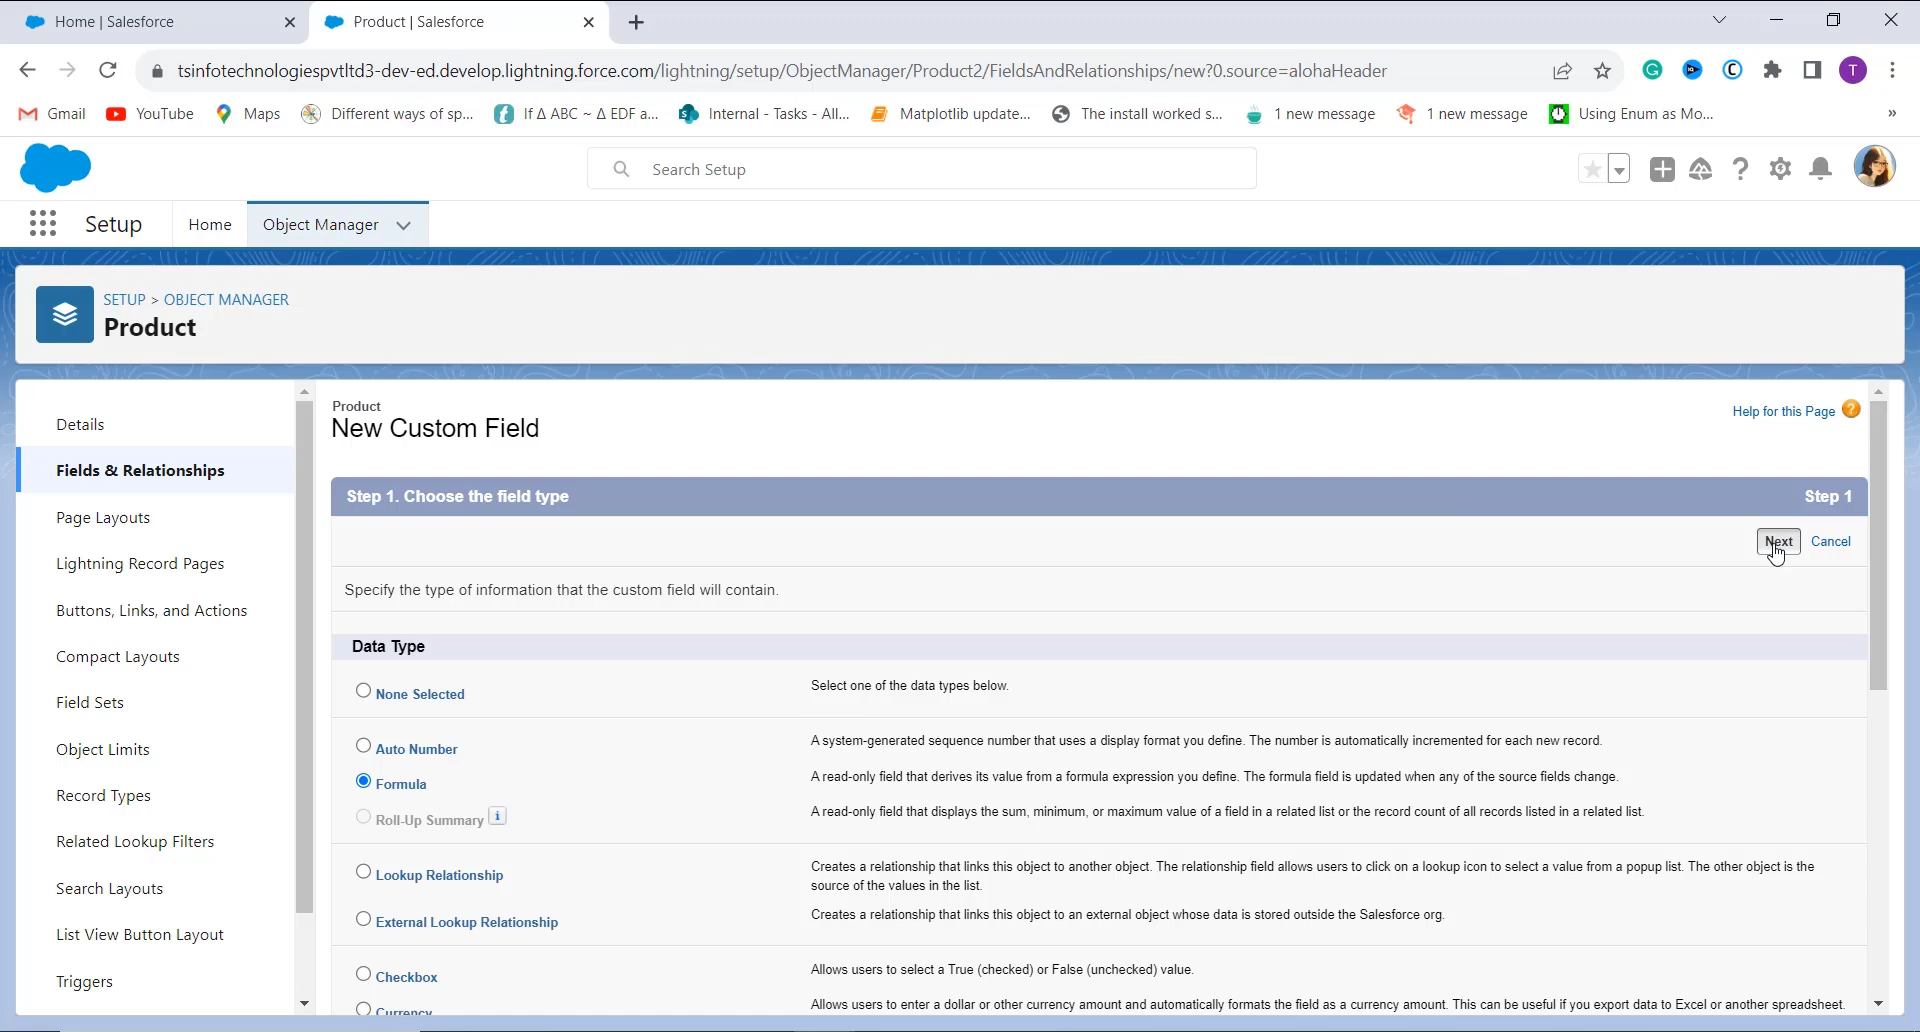 Home | Salesforce
Product | Salesforce
tsinfotechnologiespvtltd3-dev-ed.develop.lightning.force.com/lightning/setup/ObjectManager/Product2/FieldsAndRelationships/new?0.source=alohaHeader
T
Gmail
YouTube
Maps
Different ways of sp...
If Δ ABC ~ Δ EDF a...
Internal - Tasks - All...
Matplotlib update...
The install worked s...
1 new message
1 new message
Using Enum as Mo...
»
Search Setup
Setup
Home
Object Manager
SETUP > OBJECT MANAGER
Product
Details
Fields & Relationships
Page Layouts
Lightning Record Pages
Buttons, Links, and Actions
Compact Layouts
Field Sets
Object Limits
Record Types
Related Lookup Filters
Search Layouts
List View Button Layout
Triggers
Product
New Custom Field
Help for this Page
Step 1. Choose the field type
Step 1
Next
Cancel
Specify the type of information that the custom field will contain.
Data Type
None Selected
Select one of the data types below.
Auto Number
A system-generated sequence number that uses a display format you define. The number is automatically incremented for each new record.
Formula
A read-only field that derives its value from a formula expression you define. The formula field is updated when any of the source fields change.
Roll-Up Summary
i
A read-only field that displays the sum, minimum, or maximum value of a field in a related list or the record count of all records listed in a related list.
Lookup Relationship
Creates a relationship that links this object to another object. The relationship field allows users to click on a lookup icon to select a value from a popup list. The other object is the
source of the values in the list.
External Lookup Relationship
Creates a relationship that links this object to an external object whose data is stored outside the Salesforce org.
Checkbox
Allows users to select a True (checked) or False (unchecked) value.
Currency
Allows users to enter a dollar or other currency amount and automatically formats the field as a currency amount. This can be useful if you export data to Excel or another spreadsheet.